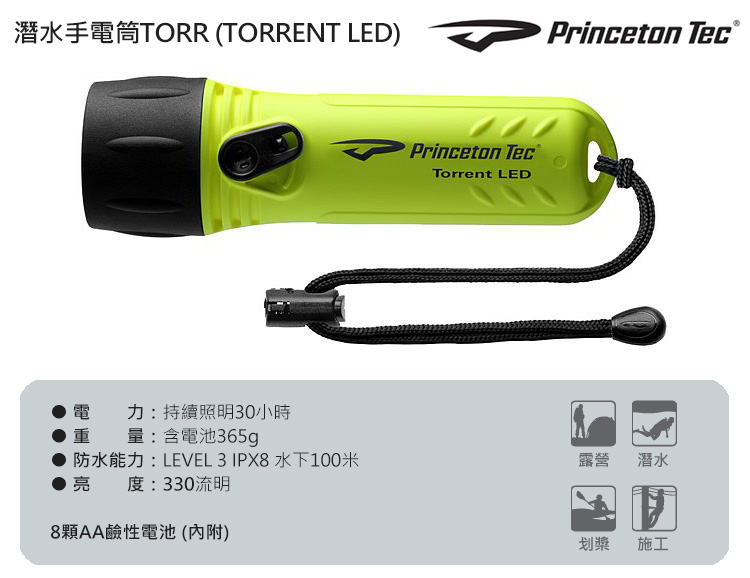 潛水手電筒TORR (TORRENT LED)
Princeton Tec®
Princeton Tec®
Torrent LED
● 電 力：持續照明30小時
● 重 量：含電池365g
● 防水能力：LEVEL 3 IPX8 水下100米
● 亮 度：330流明
8顆AA鹼性電池 (內附)
露營 潛水
划槳 施工